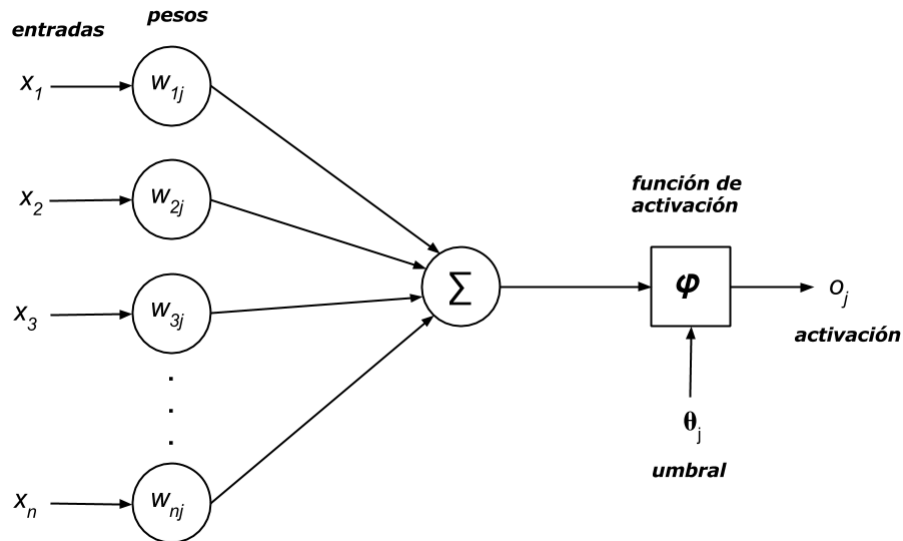 entradas
pesos
x1
w1j
x2
w2j
x3
w3j
.
.
.
xn
wnj
Σ
función de
activación
φ
oj
activación
θj
umbral